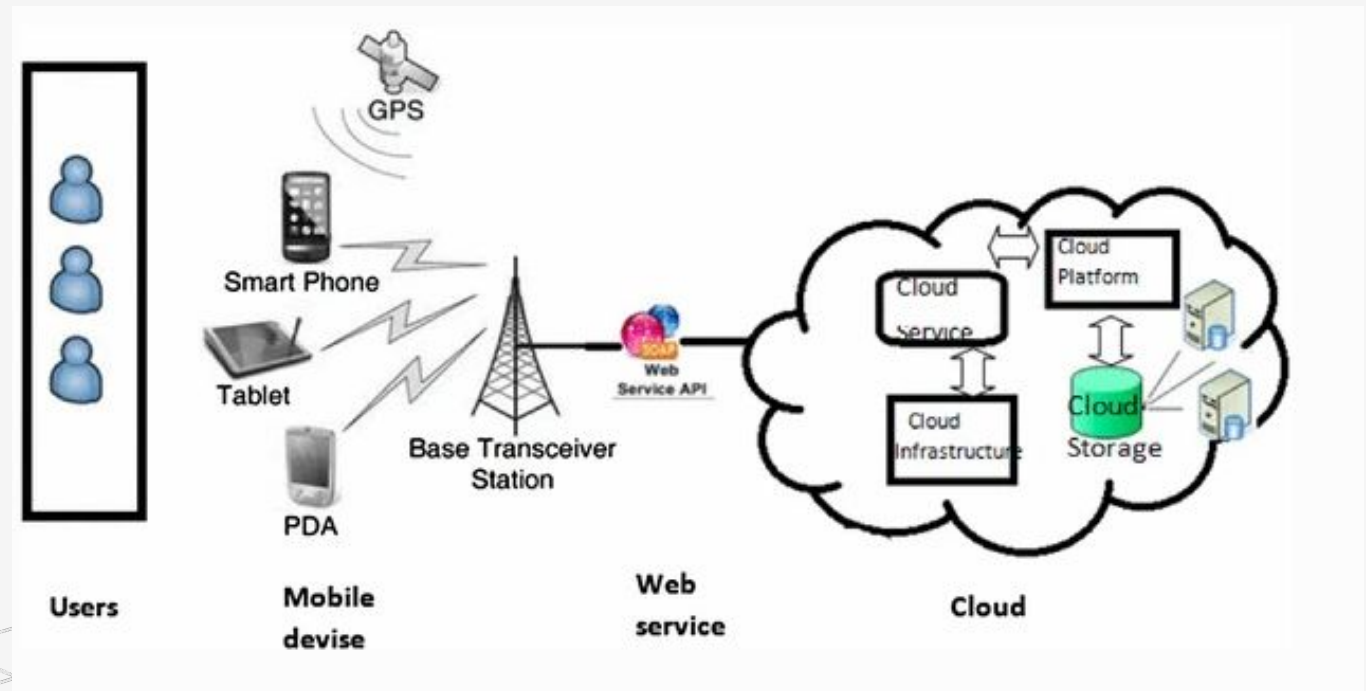 GPS
Smart Phone
Tablet
PDA
Base Transceiver
Station
SOAP
Web
Service API
Cloud
Service
Cloud
Platform
Cloud
Infrastructure
Cloud
Storage
Users
Mobile
devise
Web
service
Cloud